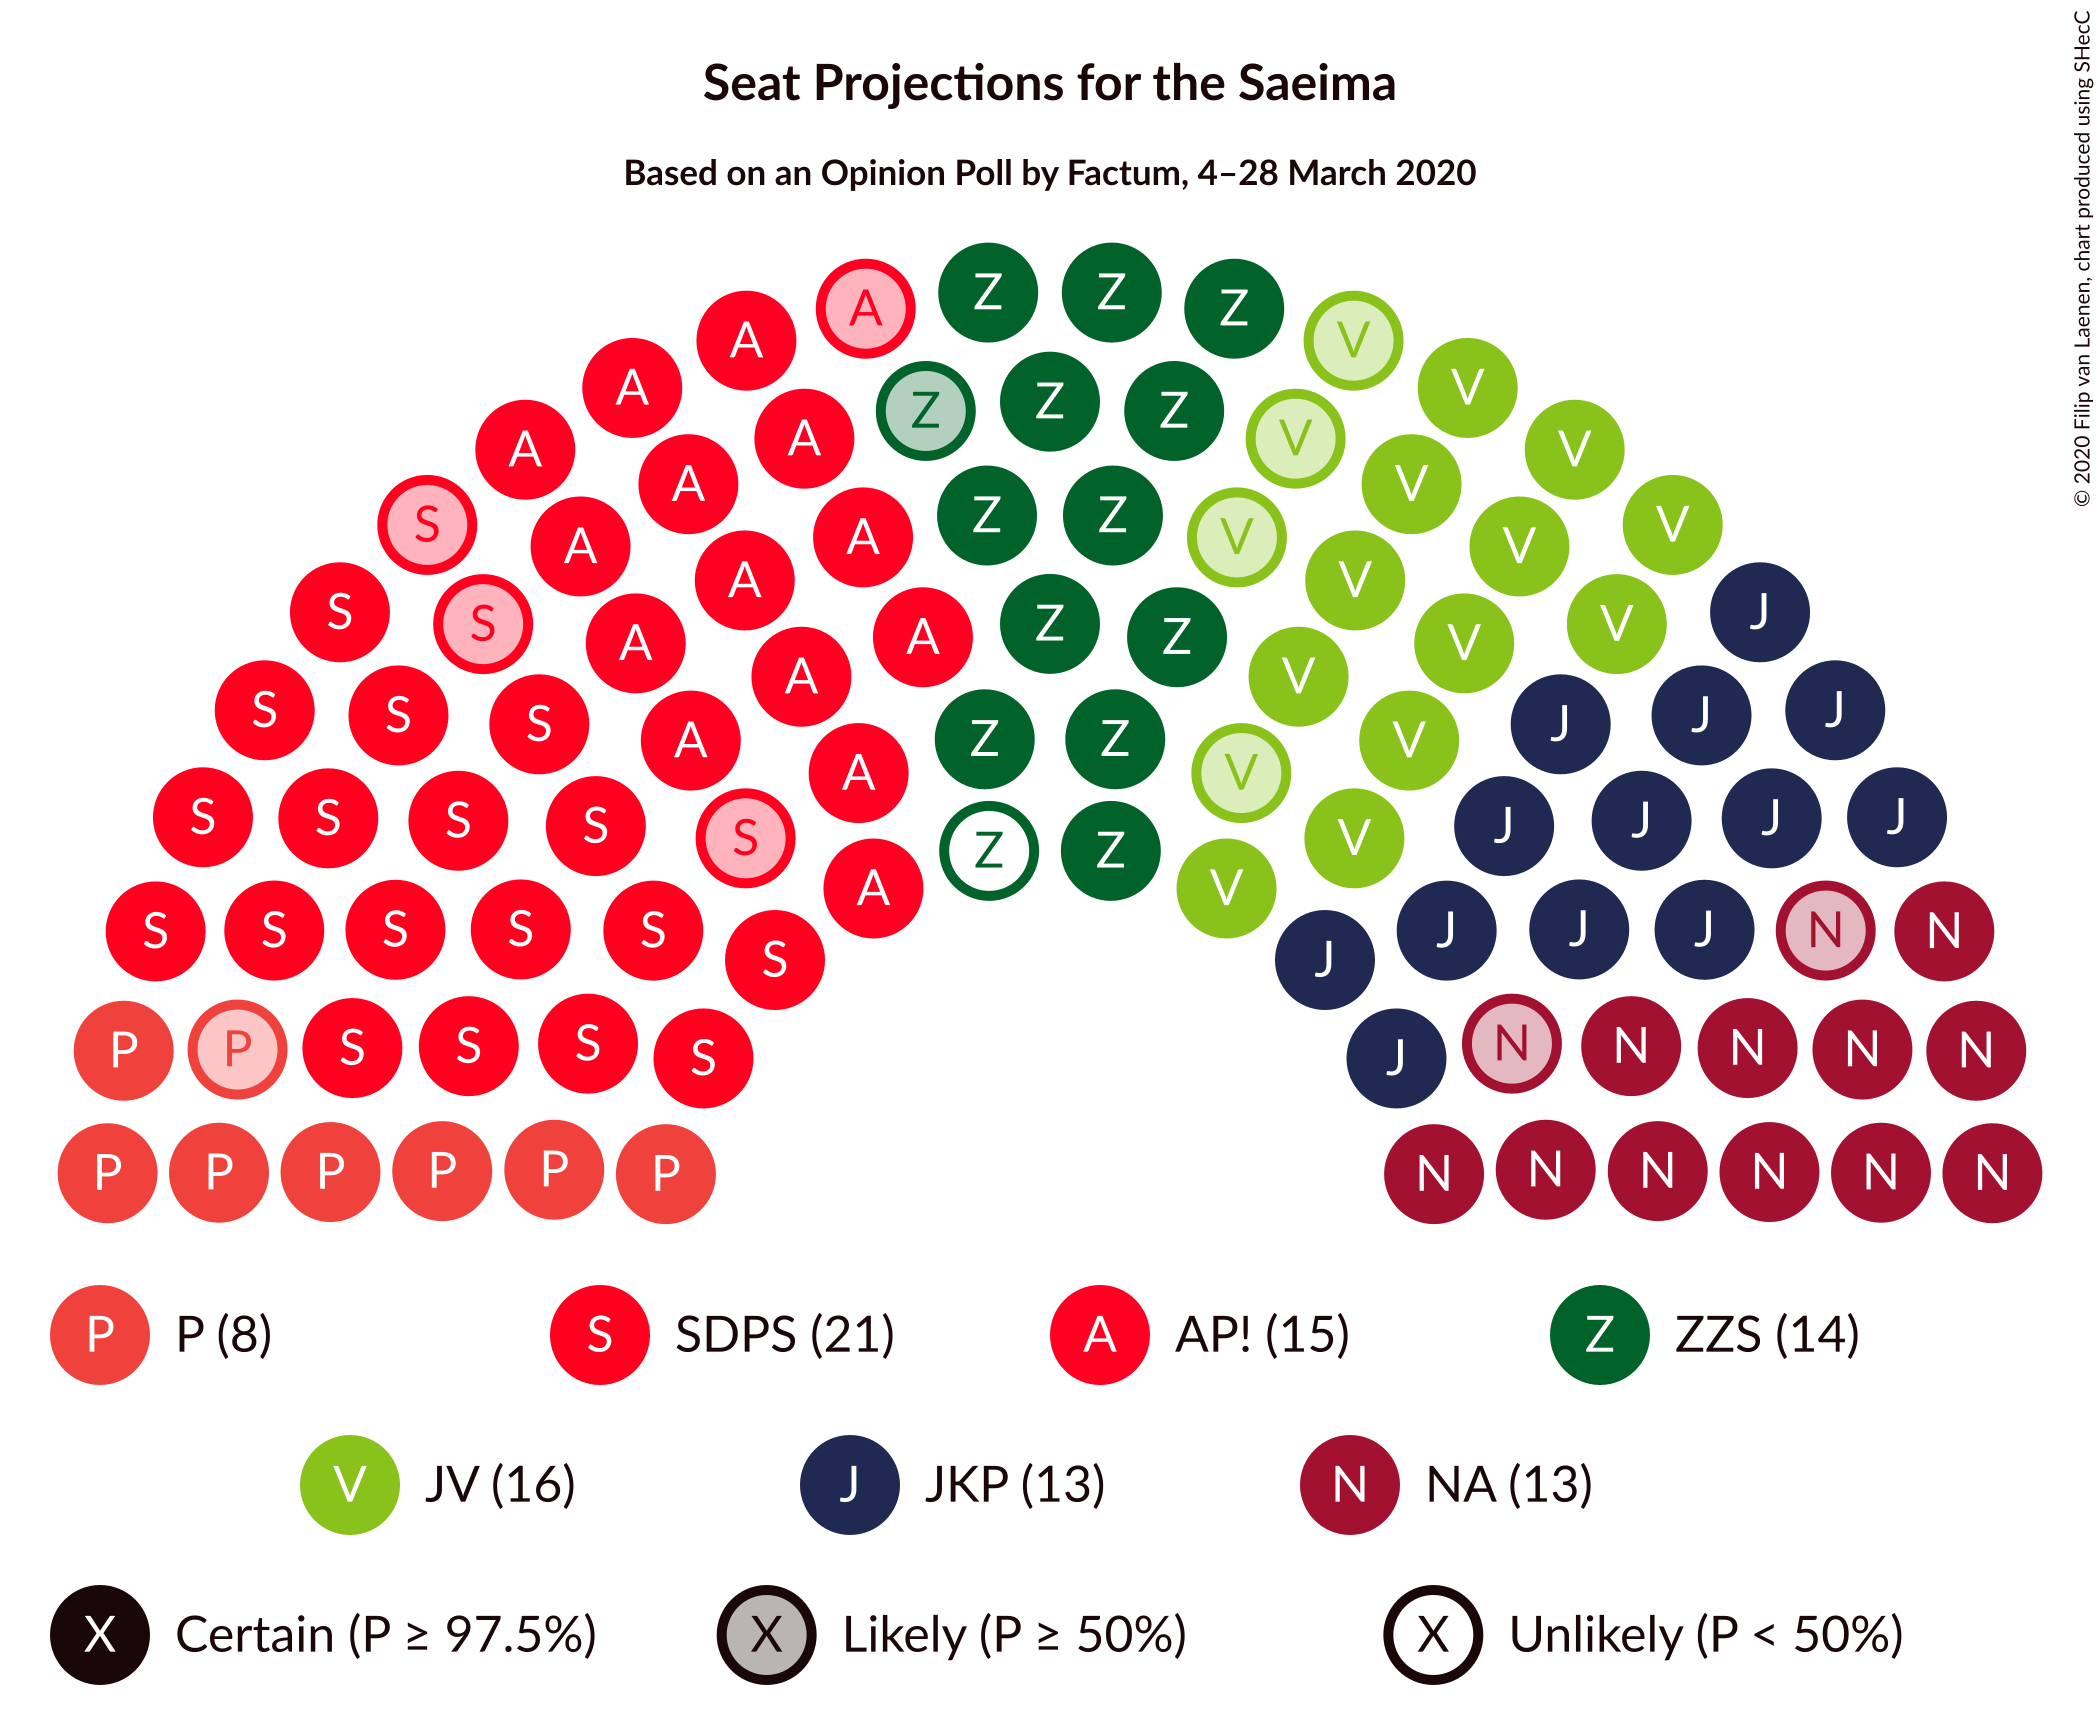 Seat Projections for the Saeima
Based on an Opinion Poll by Factum, 4–28 March 2020
© 2020 Filip van Laenen, chart produced using SHecC
Z Z
A Z
V A V
A Z Z Z A V
Z
A V
V A V
A Z Z V
S V
A A V V
A V
S J
S Z V
A Z A V
A V
S J
S J
S A V J
A Z Z V
A V
S J
S J
S J
S J
S S V
A Z Z V
A V
S J
S J
S J
S N
S N
S J
P P S S S S J N N N N N
P P P P P P N N N N N N
P P (8) S SDPS (21) A AP! (15) Z ZZS (14)
V JV (16) J JKP (13) N NA (13)
X Certain (P ≥ 97.5%) X Likely (P ≥ 50%) X Unlikely (P < 50%)